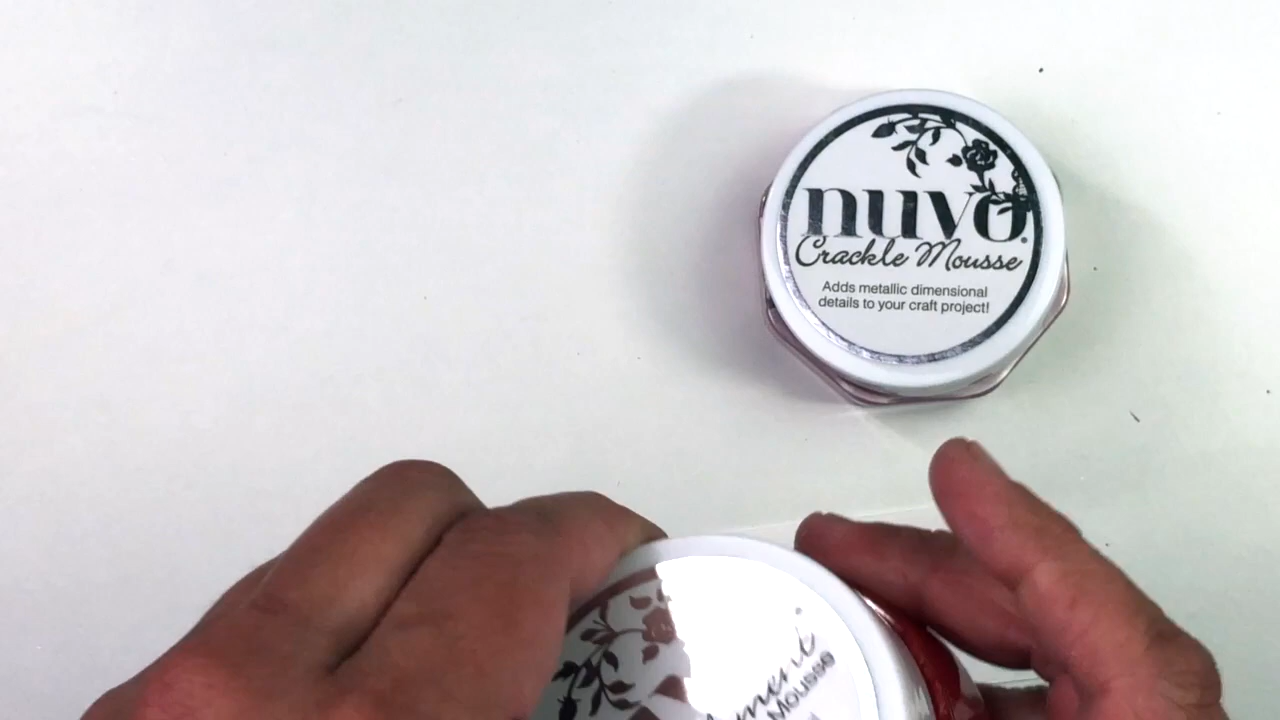 nuvo
Crackle Mousse
Adds metallic dimensional
details to your craft project!
Mousse